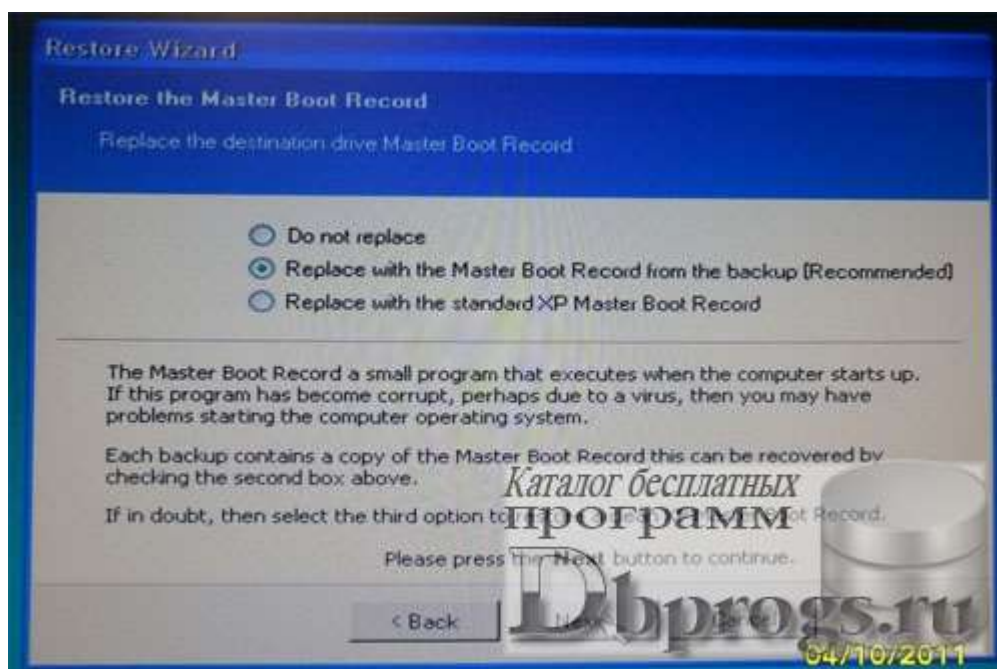 Restore Wizard
Restore the Master Boot Record
Replace the destination drive Master Boot Record
Do not replace
Replace with the Master Boot Record from the backup [Recommended]
Replace with the standard XP Master Boot Record
The Master Boot Record a small program that executes when the computer starts up.
If this program has become corrupt, perhaps due to a virus, then you may have
problems starting the computer operating system.
Each backup contains a copy of the Master Boot Record this can be recovered by
checking the second box above.
If in doubt, then select the third option to Boot Record.
Please press the Next button to continue.
< Back
Next
Каталог бесплатных
программ
Dbprogs.ru
04/10/2011